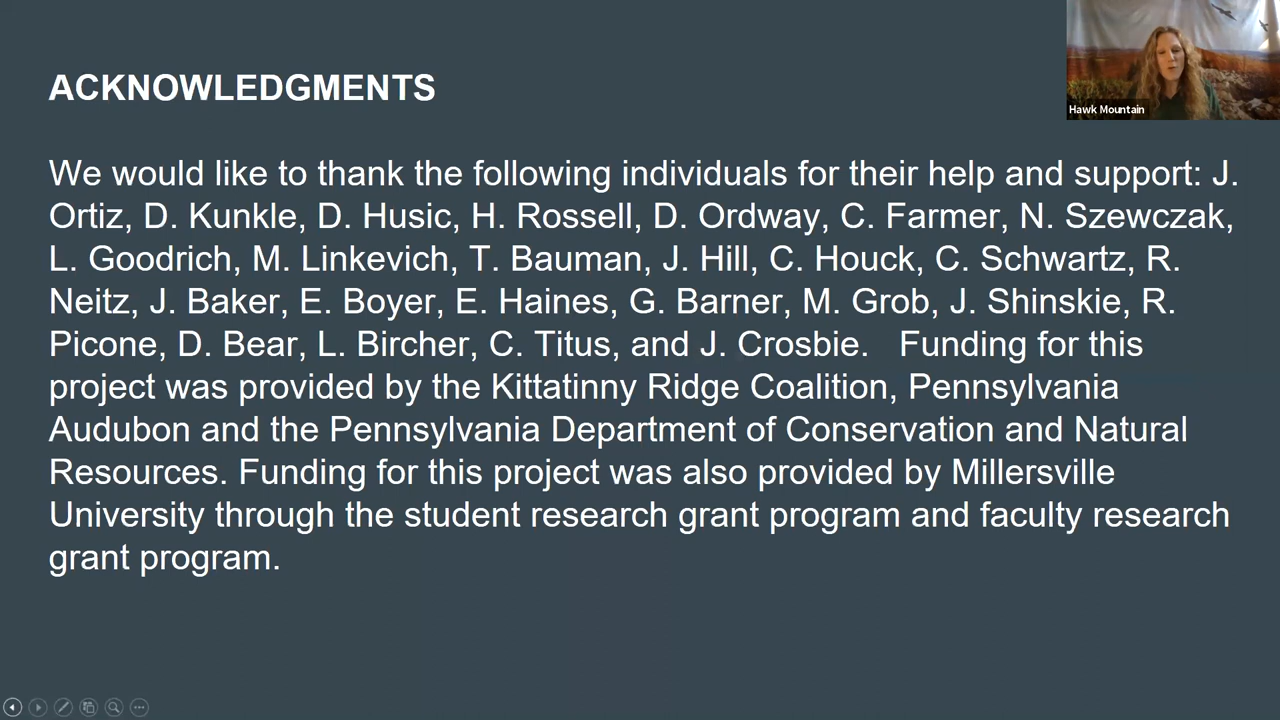 ACKNOWLEDGMENTS
Hawk Mountain
We would like to thank the following individuals for their help and support: J.
Ortiz, D. Kunkle, D. Husic, H. Rossell, D. Ordway, C. Farmer, N. Szewczak,
L. Goodrich, M. Linkevich, T. Bauman, J. Hill, C. Houck, C. Schwartz, R.
Neitz, J. Baker, E. Boyer, E. Haines, G. Barner, M. Grob, J. Shinskie, R.
Picone, D. Bear, L. Bircher, C. Titus, and J. Crosbie.   Funding for this
project was provided by the Kittatinny Ridge Coalition, Pennsylvania
Audubon and the Pennsylvania Department of Conservation and Natural
Resources. Funding for this project was also provided by Millersville
University through the student research grant program and faculty research
grant program.